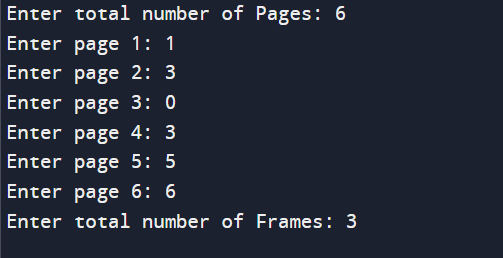 Enter total number of Pages: 6
Enter page 1: 1
Enter page 2: 3
Enter page 3: 0
Enter page 4: 3
Enter page 5: 5
Enter page 6: 6
Enter total number of Frames: 3